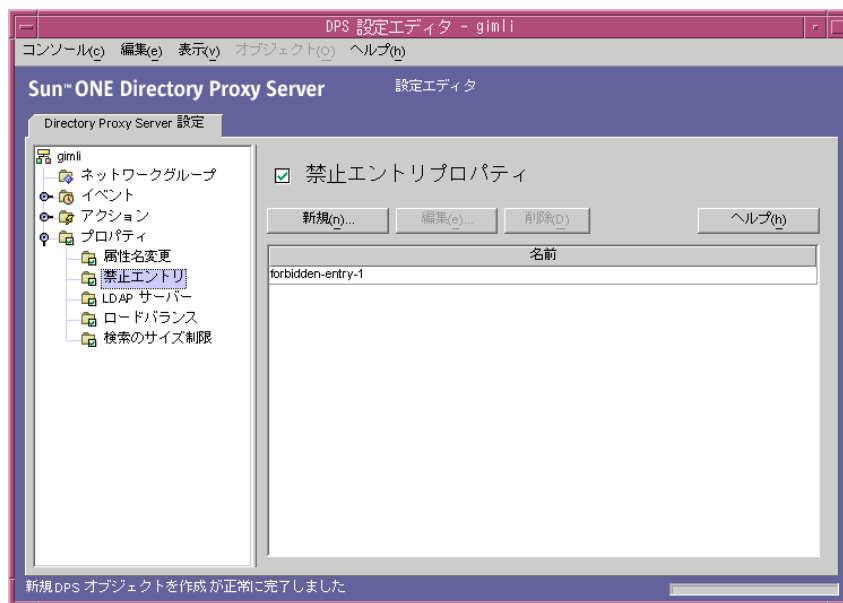 DPS 設定エディタ - gimli
コンソール(c) 編集(e) 表示(v) オブジェクト(O) ヘルプ(h)
Sun™ ONE Directory Proxy Server 設定エディタ
Directory Proxy Server 設定
gimli
ネットワークグループ
イベント
アクション
プロパティ
属性名変更
禁止エントリ
LDAP サーバー
ロードバランス
検索のサイズ制限
禁止エントリプロパティ
新規(n)... 編集(e)... 削除(D) ヘルプ(h)
名前
forbidden-entry-1
新規DPS オブジェクトを作成 が正常に完了しました